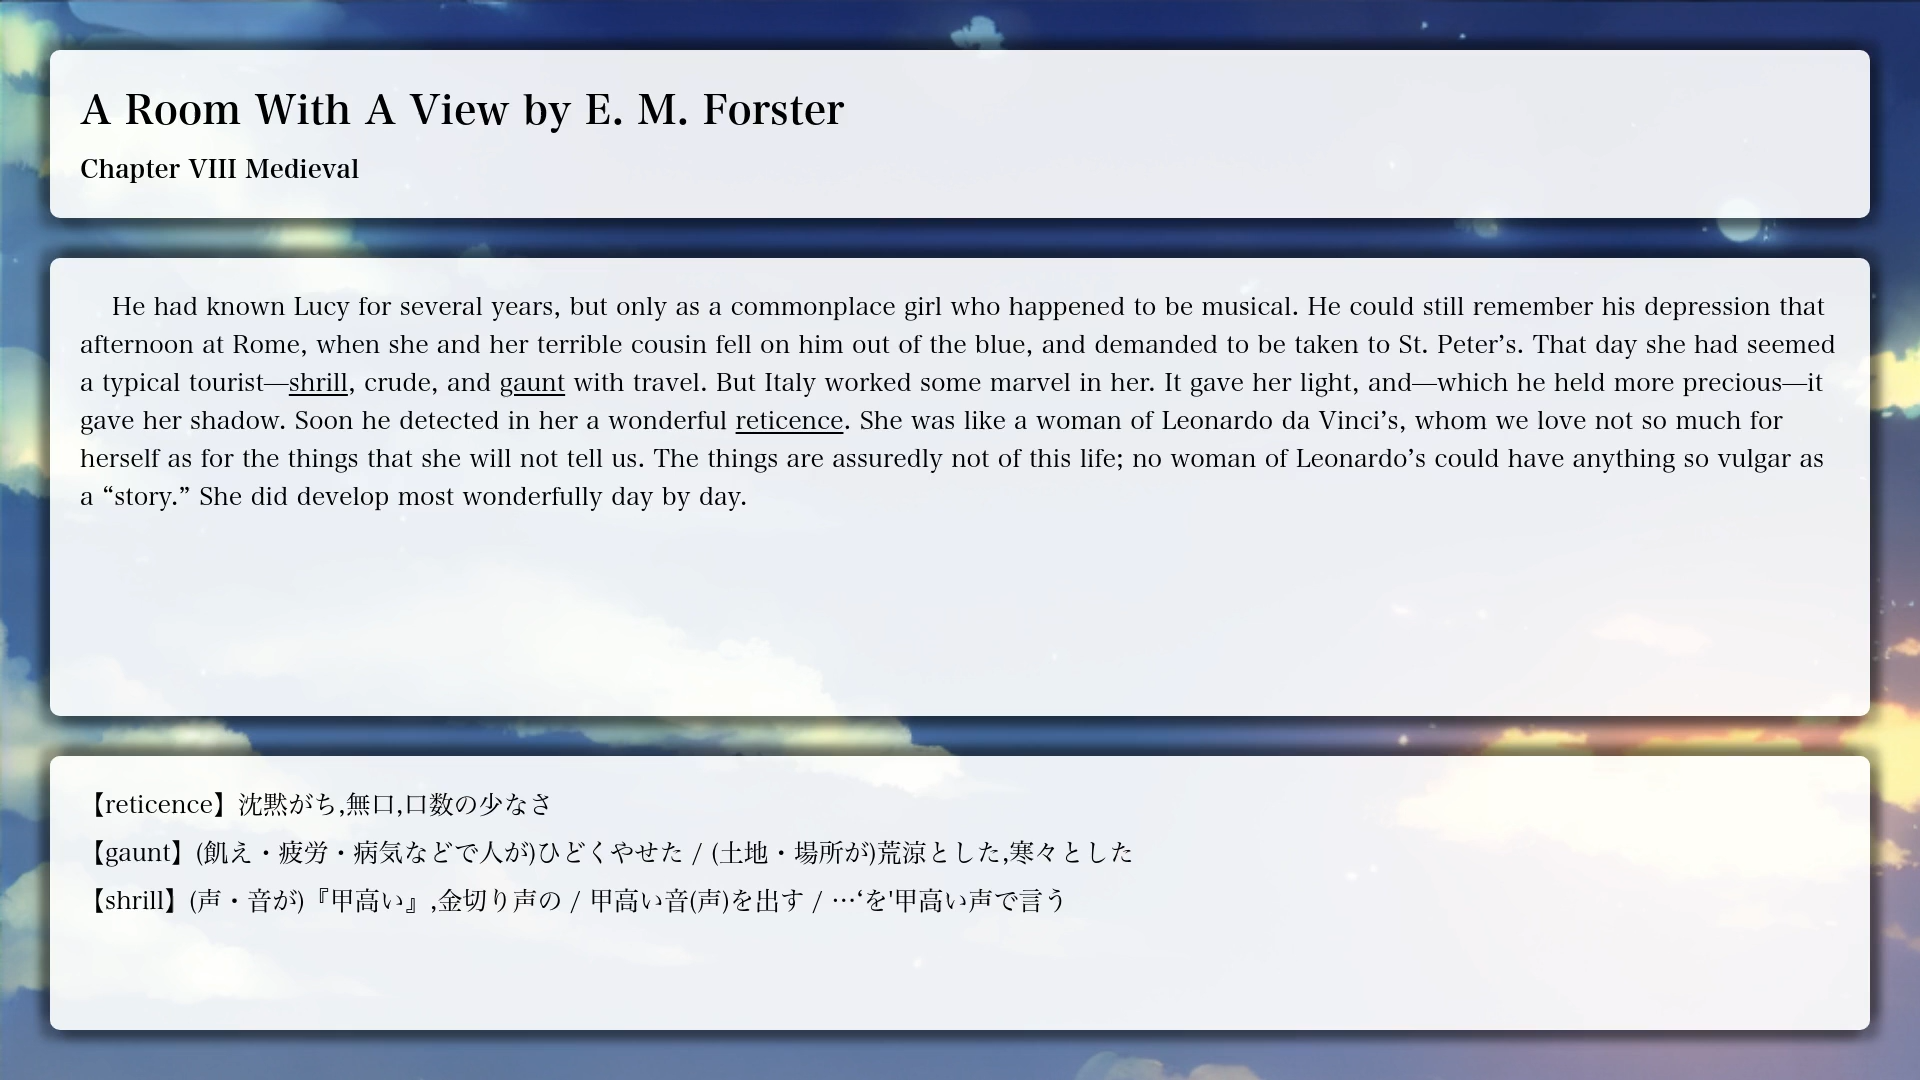 A Room With A View by E. M. Forster
Chapter VIII Medieval
He had known Lucy for several years, but only as a commonplace girl who happened to be musical. He could still remember his depression that
afternoon at Rome, when she and her terrible cousin fell on him out of the blue, and demanded to be taken to St. Peter’s. That day she had seemed
a typical tourist—shrill, crude, and gaunt with travel. But Italy worked some marvel in her. It gave her light, and—which he held more precious—it
gave her shadow. Soon he detected in her a wonderful reticence. She was like a woman of Leonardo da Vinci’s, whom we love not so much for
herself as for the things that she will not tell us. The things are assuredly not of this life; no woman of Leonardo’s could have anything so vulgar as
a “story.” She did develop most wonderfully day by day.
【reticence】沈黙がち,無口,口数の少なさ
【gaunt】(飢え・疲労・病気などで人が)ひどくやせた / (土地・場所が)荒涼とした,寒々とした
【shrill】(声・音が)『甲高い』,金切り声の / 甲高い音(声)を出す / …‘を'甲高い声で言う